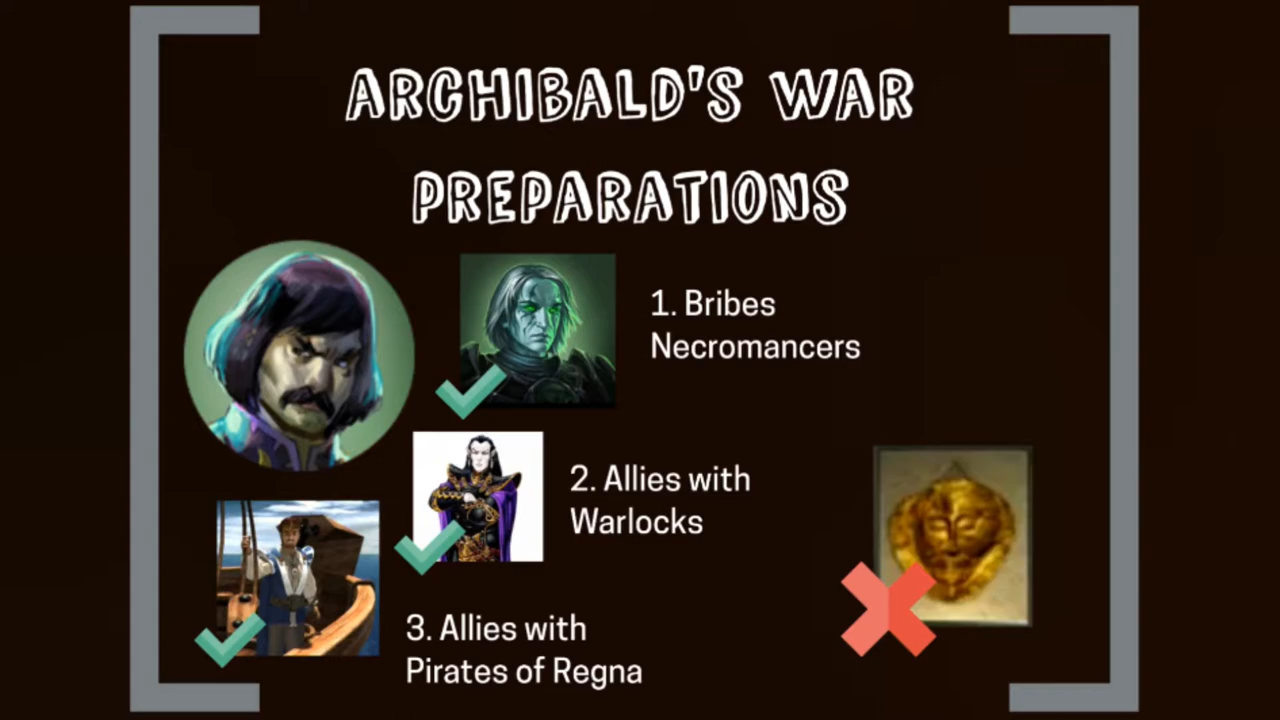 ARCHIBALD'S WAR
PREPARATIONS
1. Bribes
Necromancers
2. Allies with
Warlocks
3. Allies with
Pirates of Regna